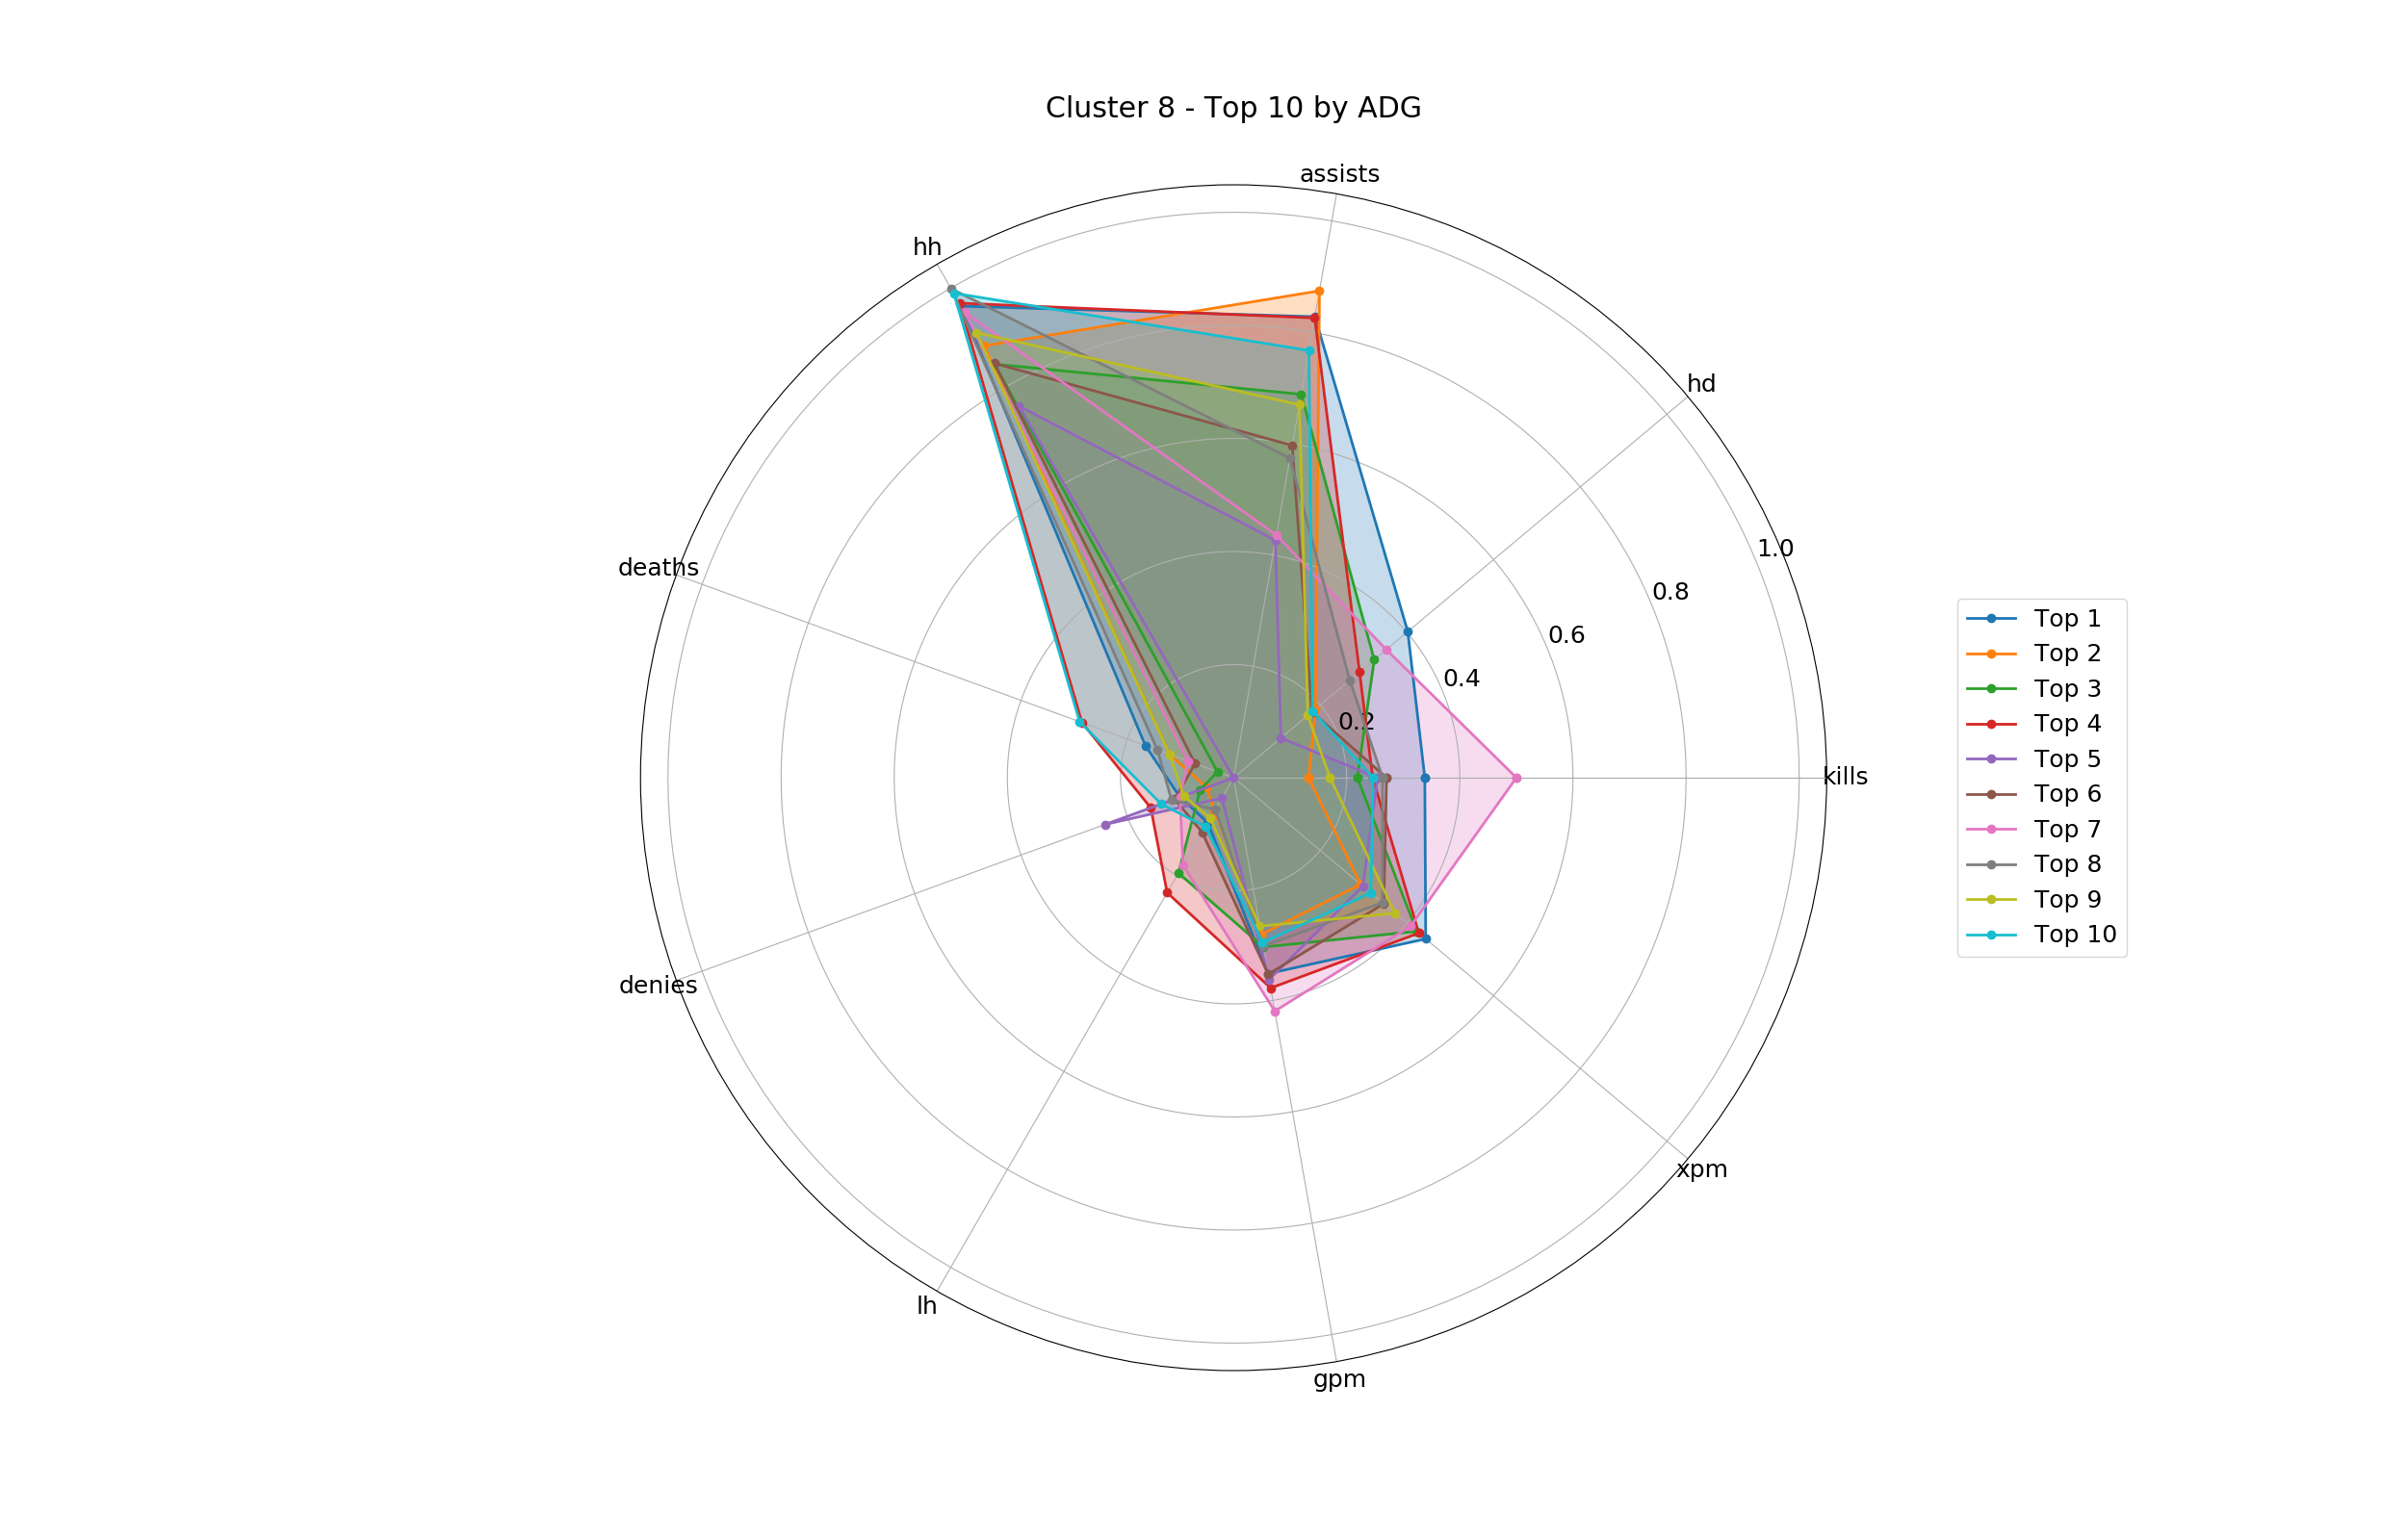 Cluster 8 - Top 10 by ADG
assists
hh
hd
deaths
1.0
0.8
0.6
0.4
0.2
kills
denies
xpm
lh
gpm
Top 1
Top 2
Top 3
Top 4
Top 5
Top 6
Top 7
Top 8
Top 9
Top 10